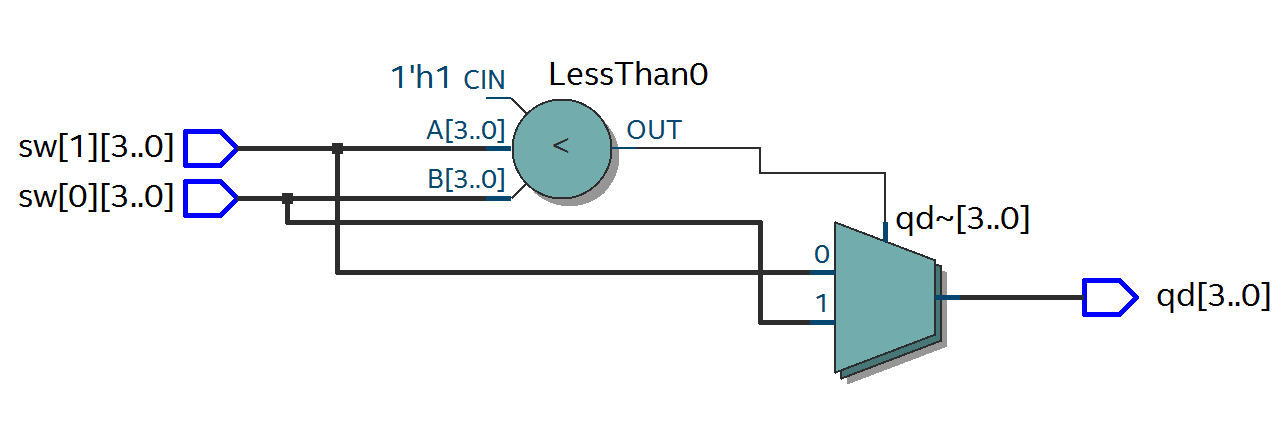 LessThan0
1'h1 CIN
A[3..0]
OUT
<
sw[1][3..0]
B[3..0]
sw[0][3..0]
qd~[3..0]
0
1
qd[3..0]